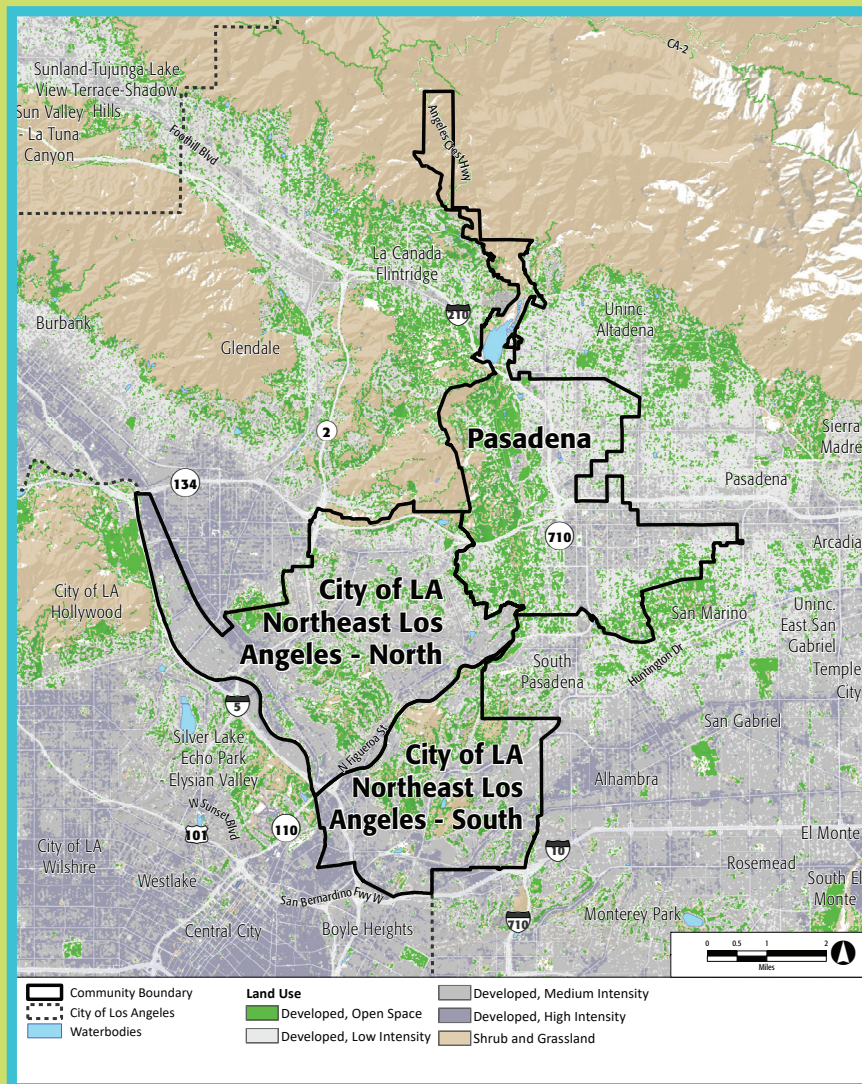 CA-2
Sunland-Tujunga-Lake
View Terrace-Shadow
Hills
Sun Valley
- La Tuna
Canyon
Foothill Blvd
Angeles Crest Hwy
La Canada
Flintridge
210
Uninc.
Altadena
Burbank
Glendale
2
Pasadena
Sierra
Madre
134
Pasadena
710
Arcadia
City of LA
Hollywood
City of LA
Northeast Los
Angeles - North
San Marino
Uninc.
East San
Gabriel
South
Pasadena
Huntington Dr
Temple
City
5
San Gabriel
Silver Lake -
Echo Park
- Elysian Valley
N Figueroa St
City of LA
Northeast Los
Angeles - South
Alhambra
W Sunset Blvd
101
110
El Monte
City of LA
Wilshire
10
Rosemead
Westlake
South El
Monte
San Bernardino Fwy W
Central City
Boyle Heights
710
Monterey Park
0 0.5 1 2
Miles
Community Boundary
City of Los Angeles
Waterbodies
Land Use
Developed, Open Space
Developed, Low Intensity
Developed, Medium Intensity
Developed, High Intensity
Shrub and Grassland